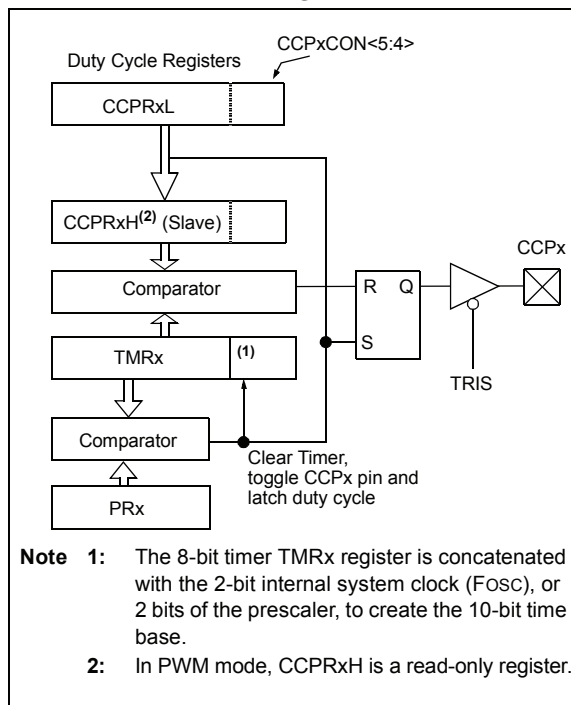 CCPxCON<5:4>
Duty Cycle Registers
CCPRxL
CCPRxH(2) (Slave)
CCPx
Comparator
R Q
S
TMRx (1)
TRIS
Comparator
Clear Timer,
toggle CCPx pin and
latch duty cycle
PRx
Note 1: The 8-bit timer TMRx register is concatenated
with the 2-bit internal system clock (FOSC), or
2 bits of the prescaler, to create the 10-bit time
base.
2: In PWM mode, CCPRxH is a read-only register.